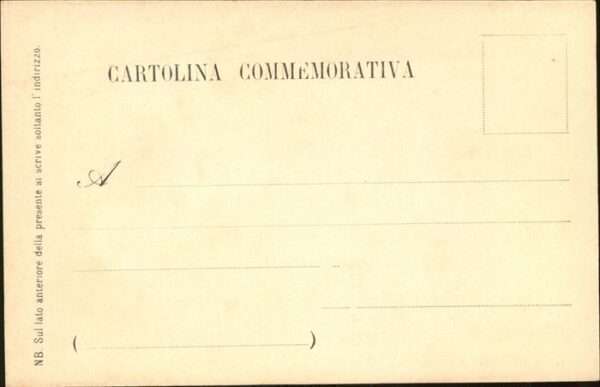 CARTOLINA COMMEMORATIVA
A
( )
NB. Sul lato anteriore della presente si scrive soltanto l' indirizzo.